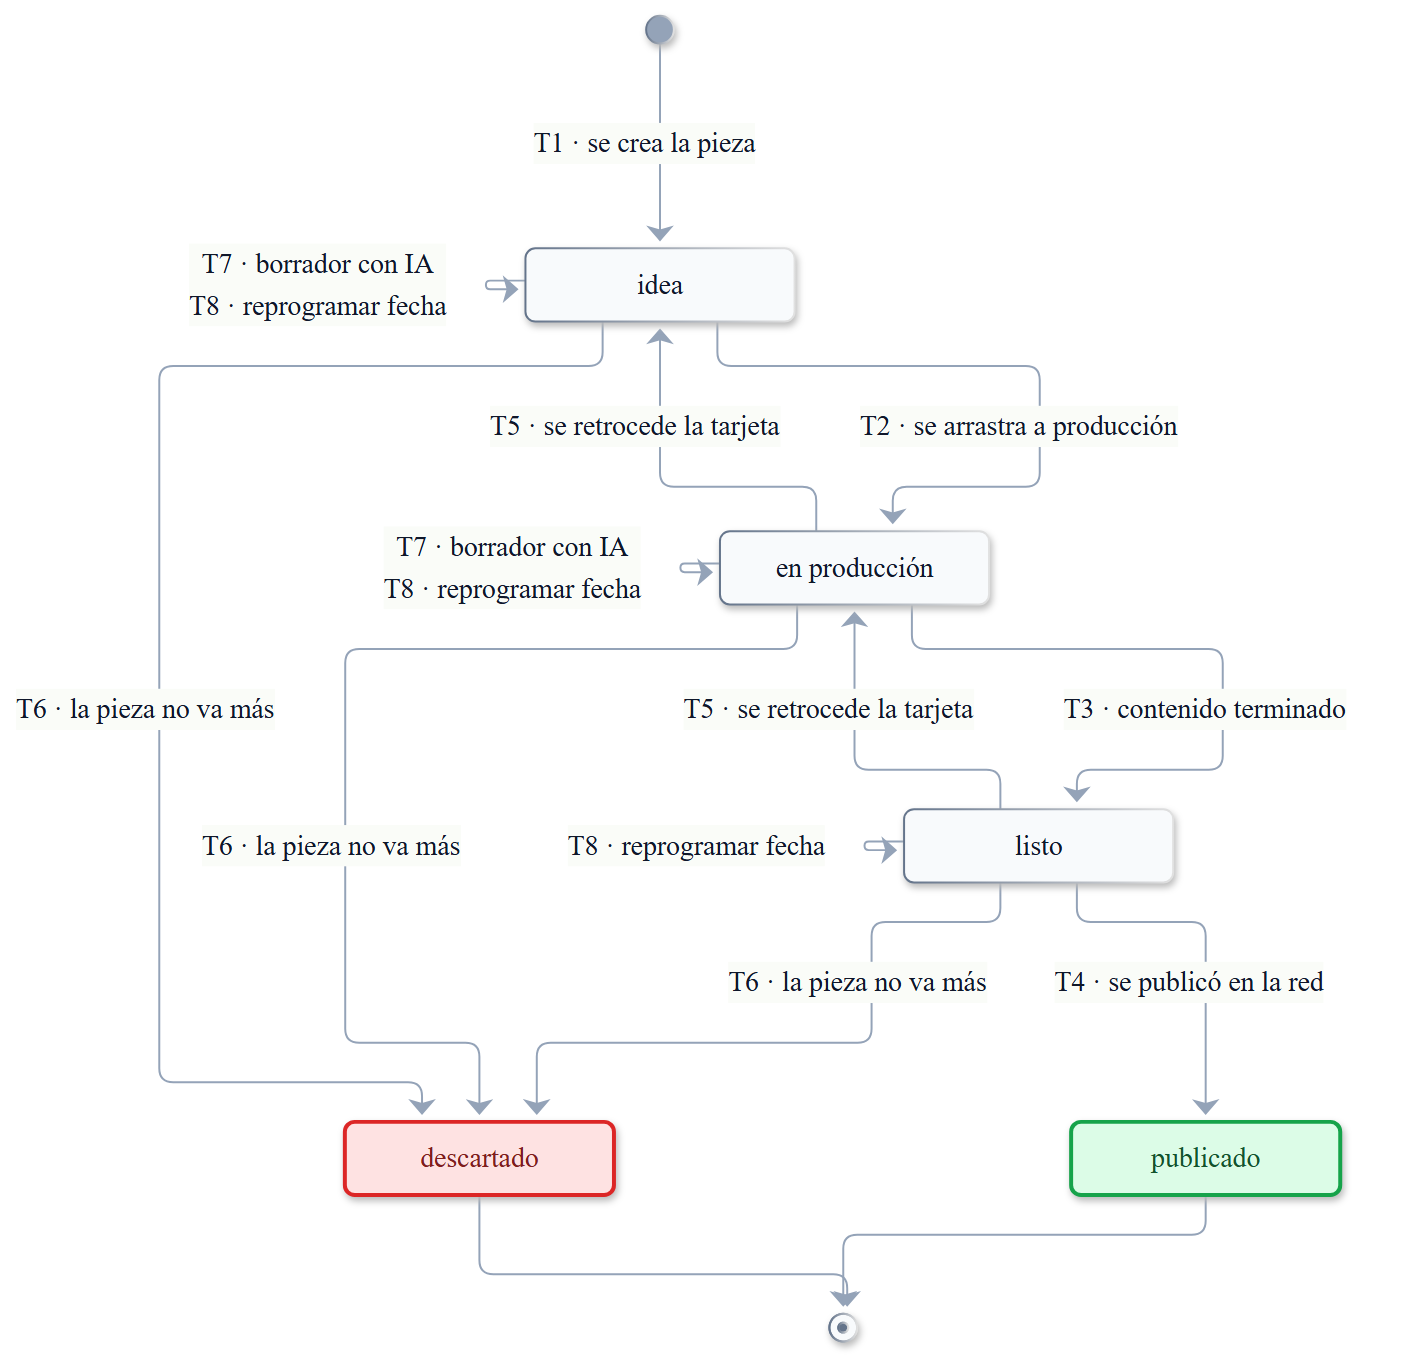 T1 · se crea la pieza
T7 · borrador con IA
T8 · reprogramar fecha
idea
T5 · se retrocede la tarjeta
T2 · se arrastra a producción
T7 · borrador con IA
T8 · reprogramar fecha
en producción
T6 · la pieza no va más
T5 · se retrocede la tarjeta
T3 · contenido terminado
T6 · la pieza no va más
T8 · reprogramar fecha
listo
T6 · la pieza no va más
T4 · se publicó en la red
descartado
publicado